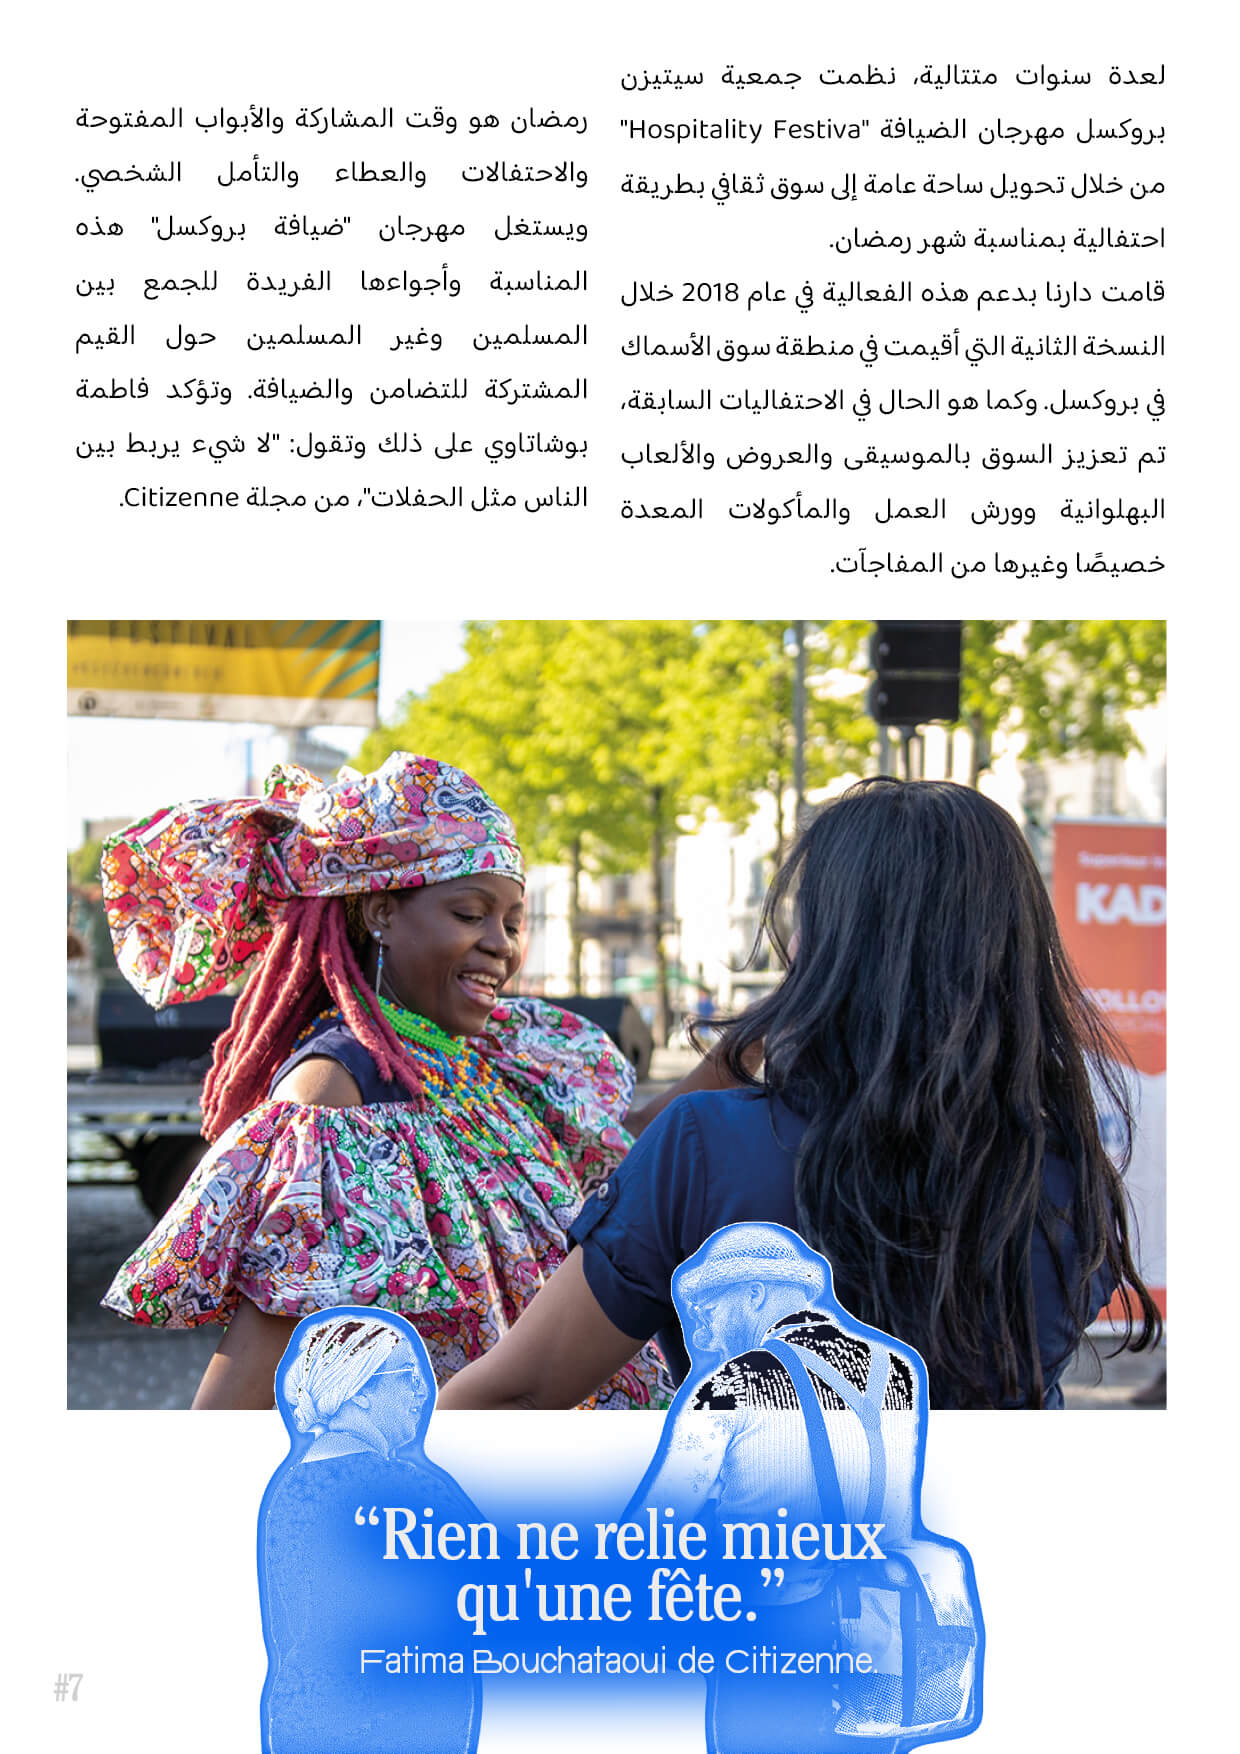 لعدة سنوات متتالية، نظمت جمعية سيتيزن
بروكسل مهرجان الضيافة "Hospitality Festiva"
من خلال تحويل ساحة عامة إلى سوق ثقافي بطريقة
احتفالية بمناسبة شهر رمضان.
قامت دارنا بدعم هذه الفعالية في عام 2018 خلال
النسخة الثانية التي أقيمت في منطقة سوق الأسماك
في بروكسل. وكما هو الحال في الاحتفاليات السابقة،
تم تعزيز السوق بالموسيقى والعروض والألعاب
البهلوانية وورش العمل والمأكولات المعدة
خصيصًا وغيرها من المفاجآت.
رمضان هو وقت المشاركة والأبواب المفتوحة
والاحتفالات والعطاء والتأمل الشخصي.
ويستغل مهرجان "ضيافة بروكسل" هذه
المناسبة وأجواءها الفريدة للجمع بين
المسلمين وغير المسلمين حول القيم
المشتركة للتضامن والضيافة. وتؤكد فاطمة
بوشاتاوي على ذلك وتقول: "لا شيء يربط بين
الناس مثل الحفلات"، من مجلة Citizenne.
FESTIVAL
KAD
“Rien ne relie mieux
qu'une fête.”
Fatima Bouchataoui de Citizenne.
#7